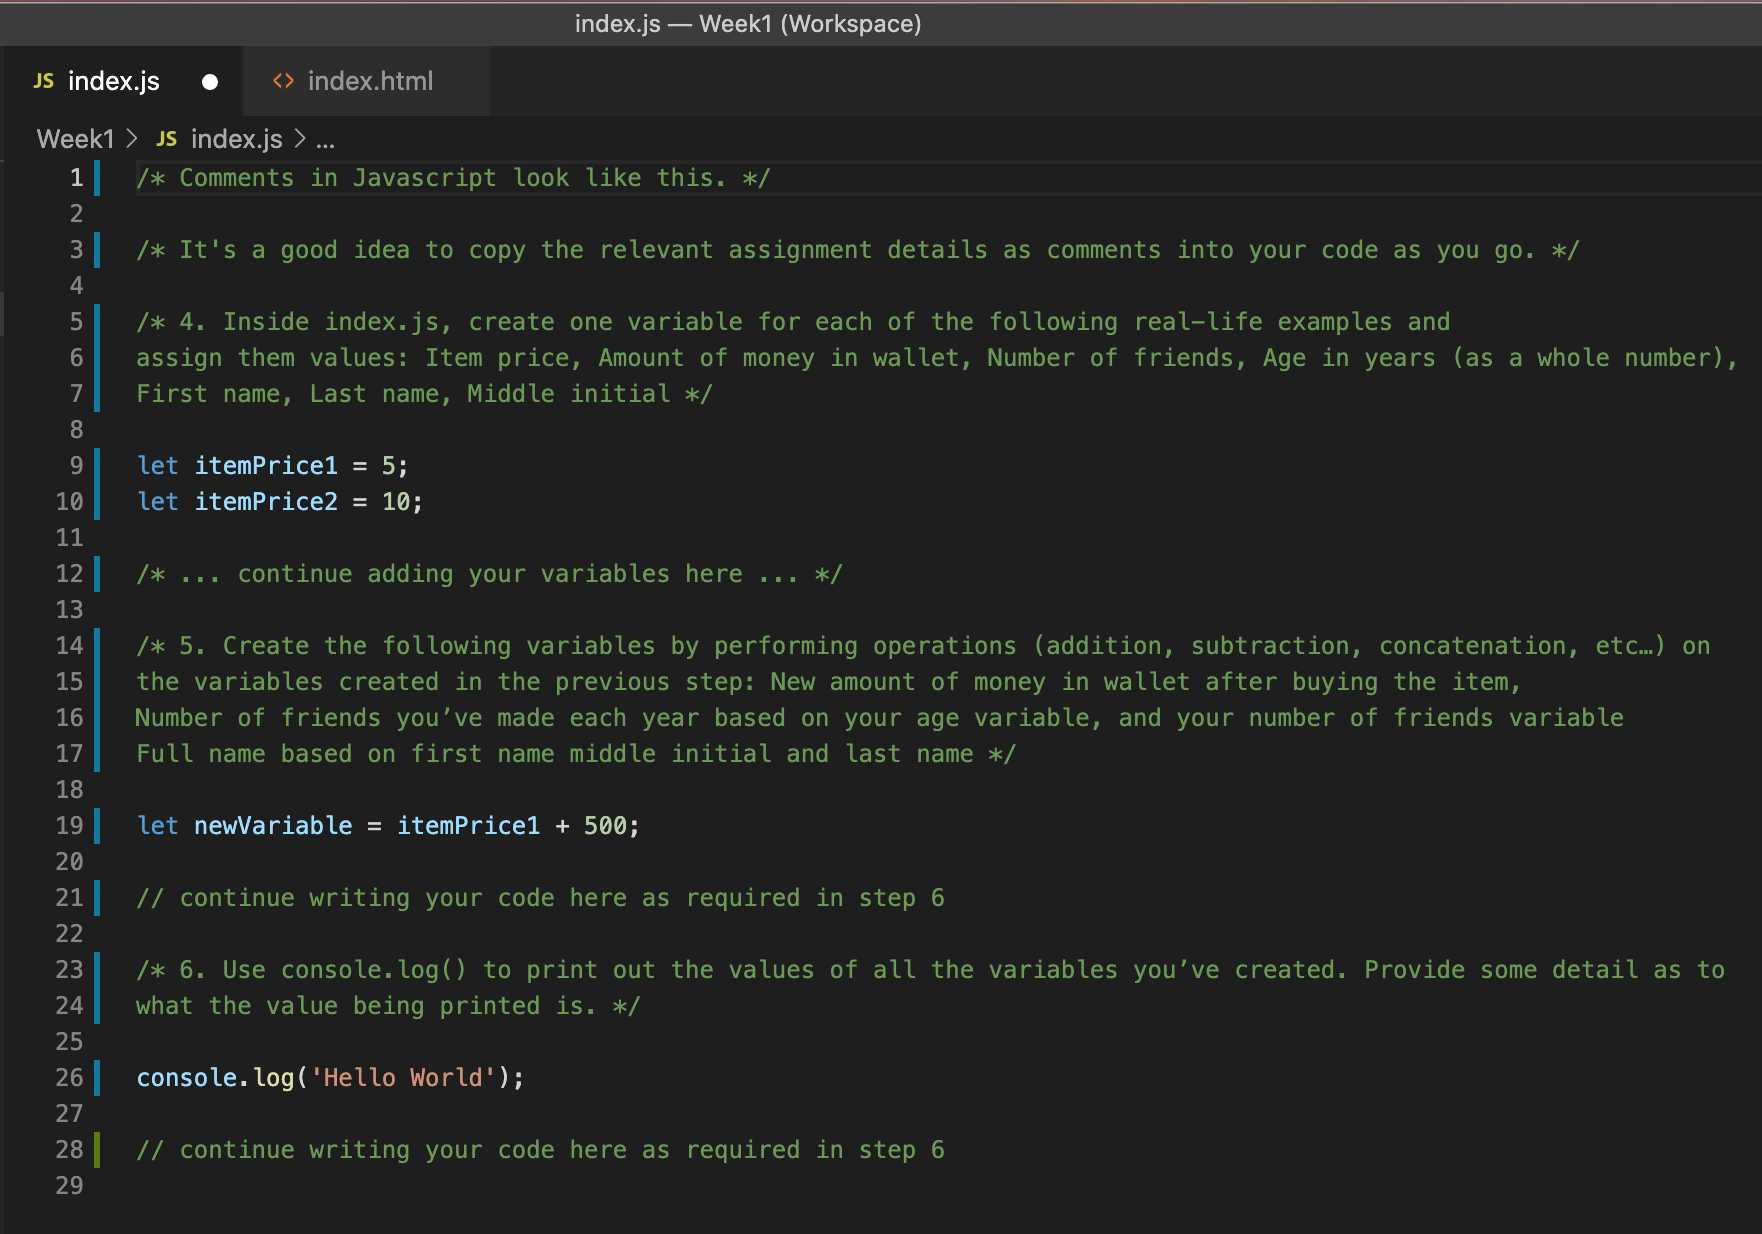 index.js — Week1 (Workspace)
JS index.js ● <> index.html
Week1 > JS index.js > ...
1 /* Comments in Javascript look like this. */
2
3 /* It's a good idea to copy the relevant assignment details as comments into your code as you go. */
4
5 /* 4. Inside index.js, create one variable for each of the following real-life examples and
6 assign them values: Item price, Amount of money in wallet, Number of friends, Age in years (as a whole number),
7 First name, Last name, Middle initial */
8
9 let itemPrice1 = 5;
10 let itemPrice2 = 10;
11
12 /* ... continue adding your variables here ... */
13
14 /* 5. Create the following variables by performing operations (addition, subtraction, concatenation, etc…) on
15 the variables created in the previous step: New amount of money in wallet after buying the item,
16 Number of friends you’ve made each year based on your age variable, and your number of friends variable
17 Full name based on first name middle initial and last name */
18
19 let newVariable = itemPrice1 + 500;
20
21 // continue writing your code here as required in step 6
22
23 /* 6. Use console.log() to print out the values of all the variables you’ve created. Provide some detail as to
24 what the value being printed is. */
25
26 console.log('Hello World');
27
28 // continue writing your code here as required in step 6
29